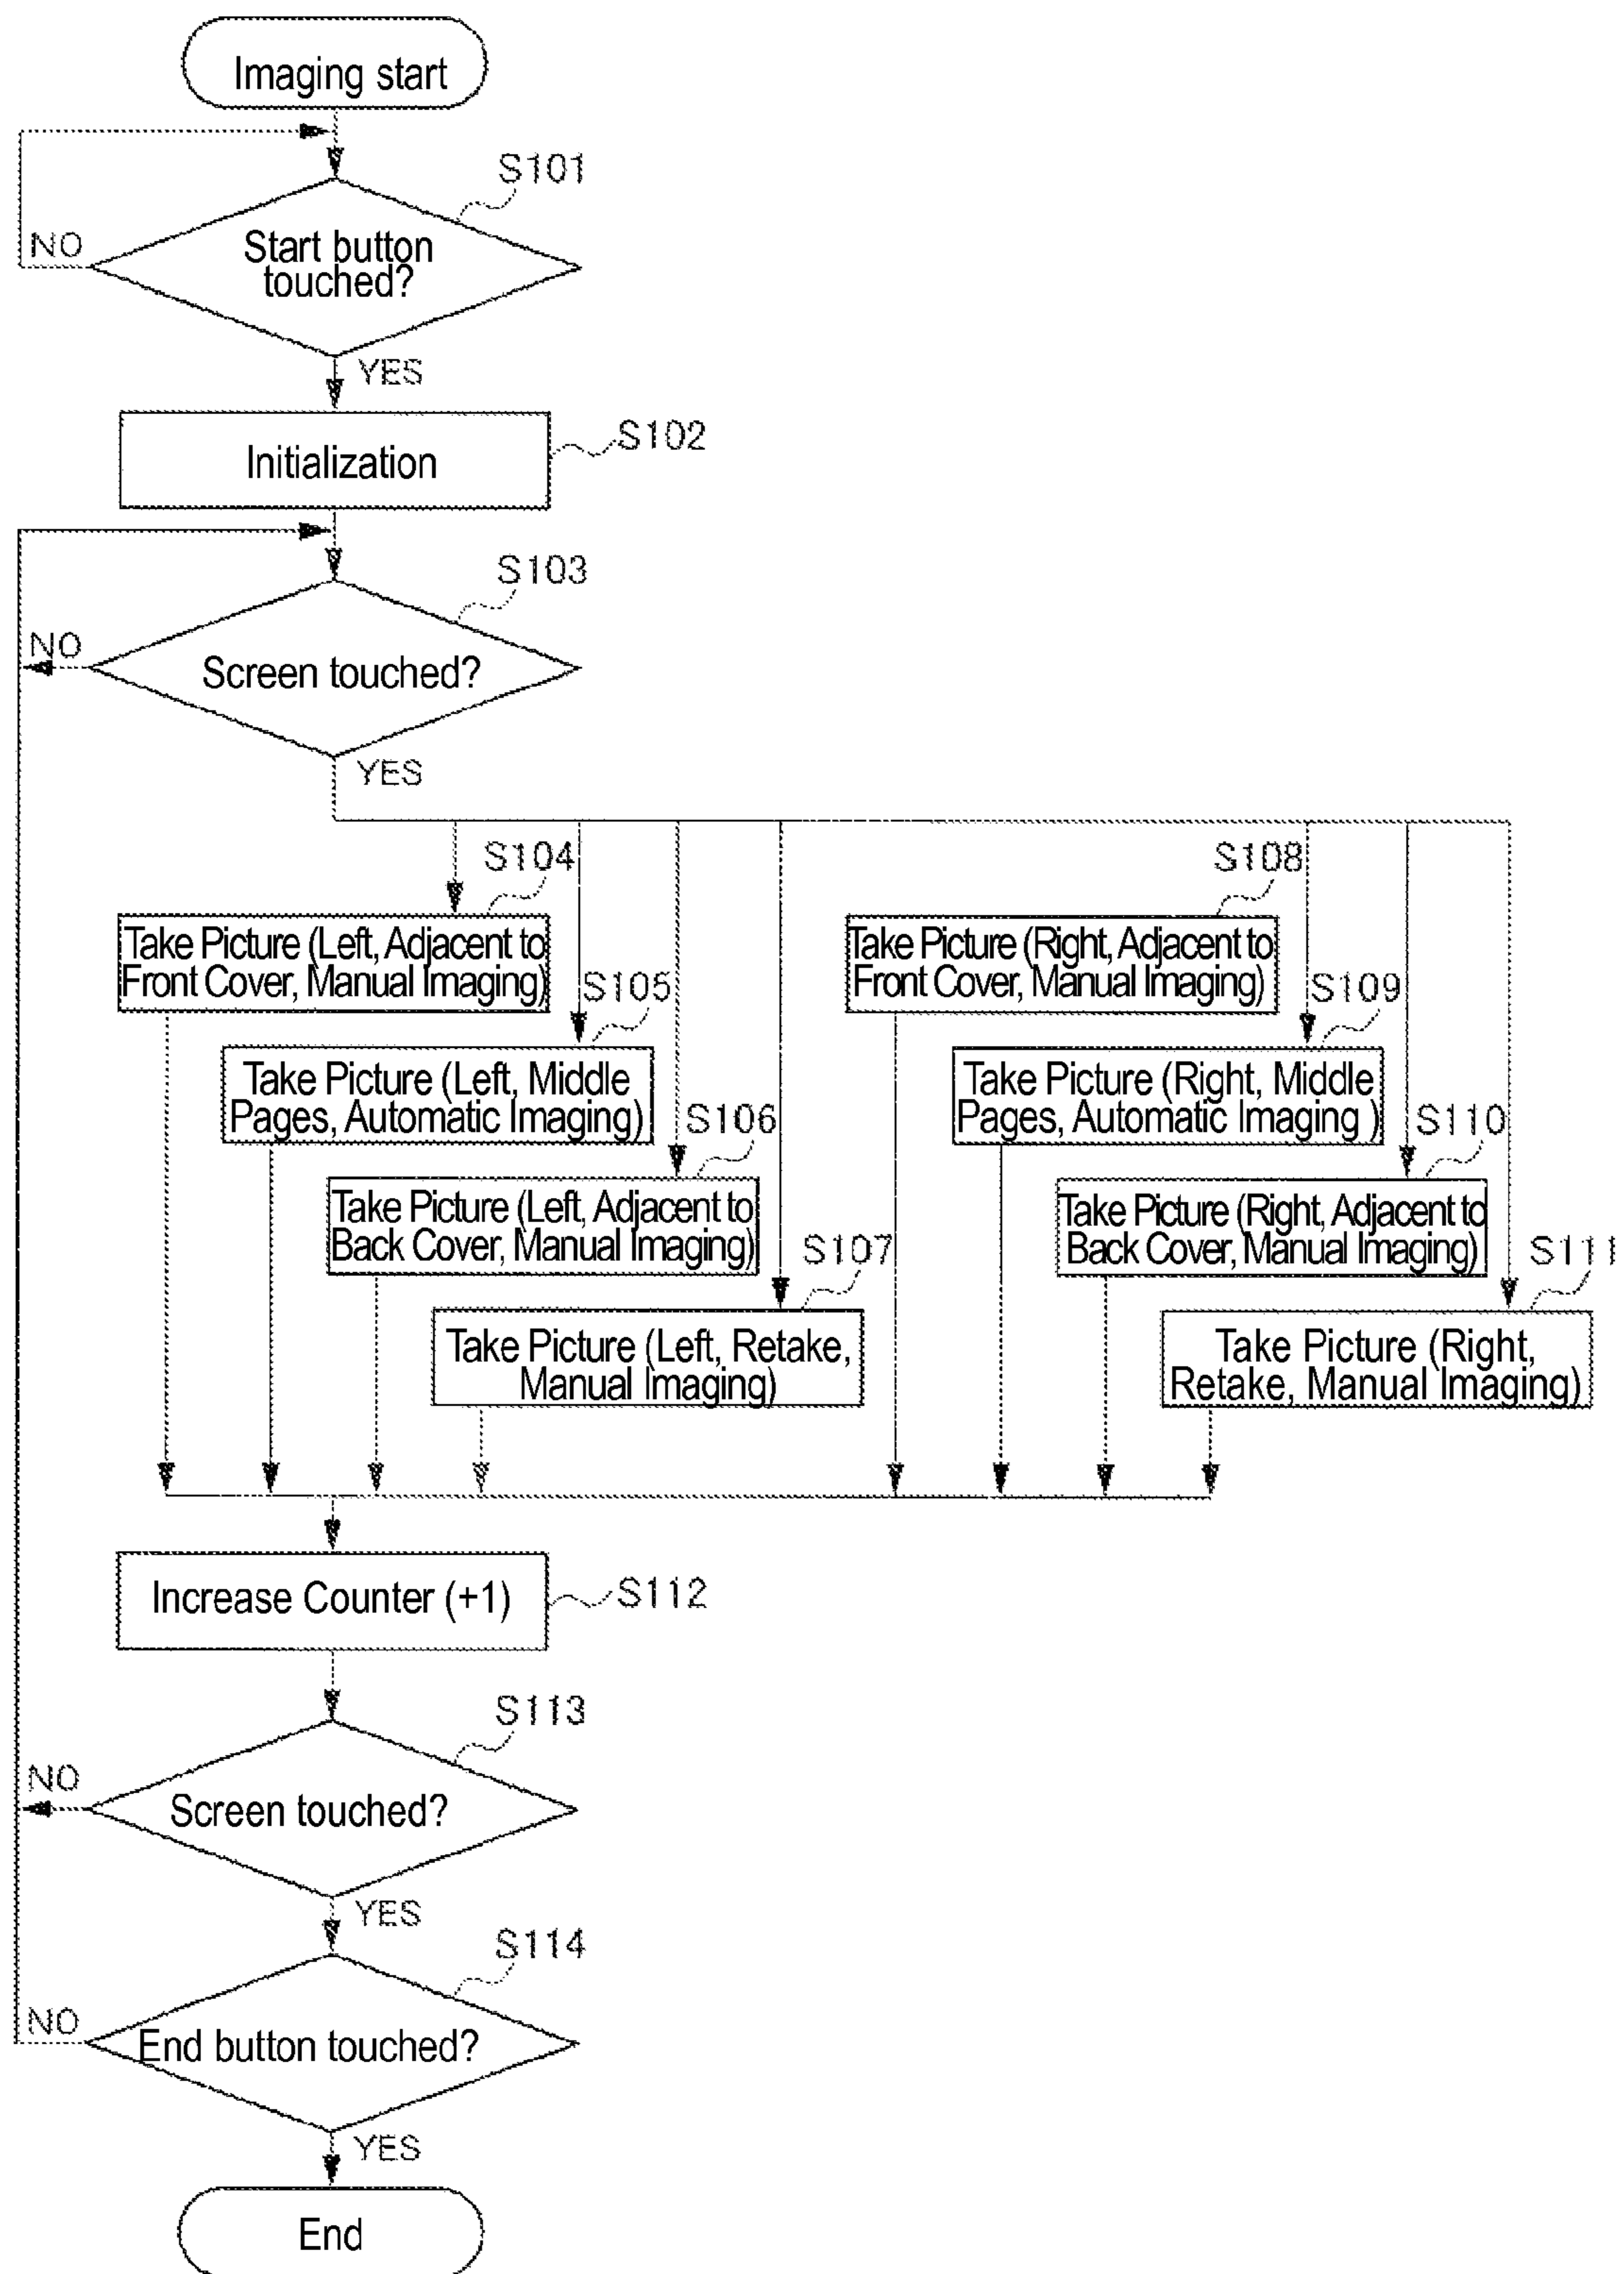 Imaging start
S101
Start button
touched?
NO
YES
Initialization
S102
S103
NO
Screen touched?
YES
S104
Take Picture (Left, Adjacent to
Front Cover, Manual Imaging)
S105
Take Picture (Left, Middle
Pages, Automatic Imaging)
S106
Take Picture (Left, Adjacent to
Back Cover, Manual Imaging)
S107
Take Picture (Left, Retake,
Manual Imaging)
S108
Take Picture (Right, Adjacent to
Front Cover, Manual Imaging)
S109
Take Picture (Right, Middle
Pages, Automatic Imaging )
S110
Take Picture (Right, Adjacent to
Back Cover, Manual Imaging)
S111
Take Picture (Right,
Retake, Manual Imaging)
Increase Counter (+1)
S112
S113
NO
Screen touched?
YES
S114
NO
End button touched?
YES
End